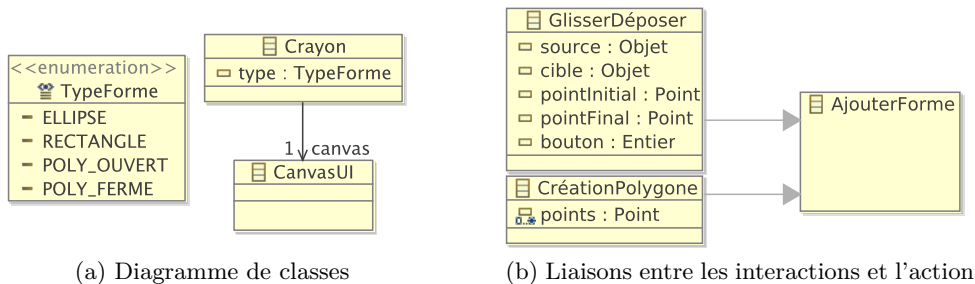 <<enumeration>>
TypeForme
ELLIPSE
RECTANGLE
POLY_OUVERT
POLY_FERME
Crayon
type : TypeForme
1 canvas
CanvasUI
(a) Diagramme de classes
GlisserDéposer
source : Objet
cible : Objet
pointInitial : Point
pointFinal : Point
bouton : Entier
CréationPolygone
0..* points : Point
AjouterForme
(b) Liaisons entre les interactions et l'action